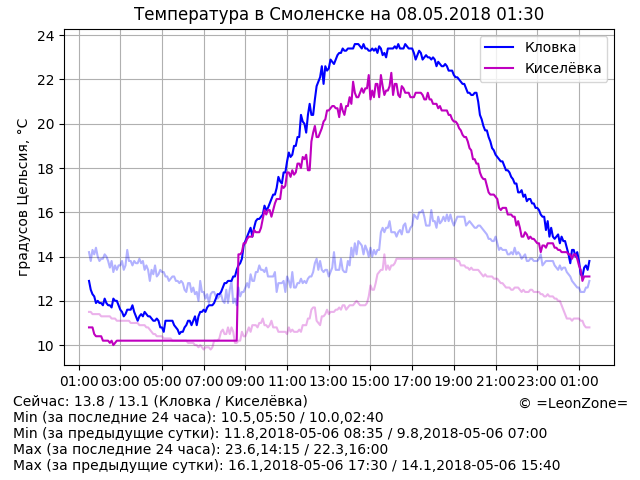 Температура в Смоленске на 08.05.2018 01:30
Кловка
Киселёвка
градусов Цельсия, °C
24
22
20
18
16
14
12
10
01:00 03:00 05:00 07:00 09:00 11:00 13:00 15:00 17:00 19:00 21:00 23:00 01:00
© =LeonZone=
Сейчас: 13.8 / 13.1 (Кловка / Киселёвка)
Min (за последние 24 часа): 10.5,05:50 / 10.0,02:40
Min (за предыдущие сутки): 11.8,2018-05-06 08:35 / 9.8,2018-05-06 07:00
Max (за последние 24 часа): 23.6,14:15 / 22.3,16:00
Max (за предыдущие сутки): 16.1,2018-05-06 17:30 / 14.1,2018-05-06 15:40